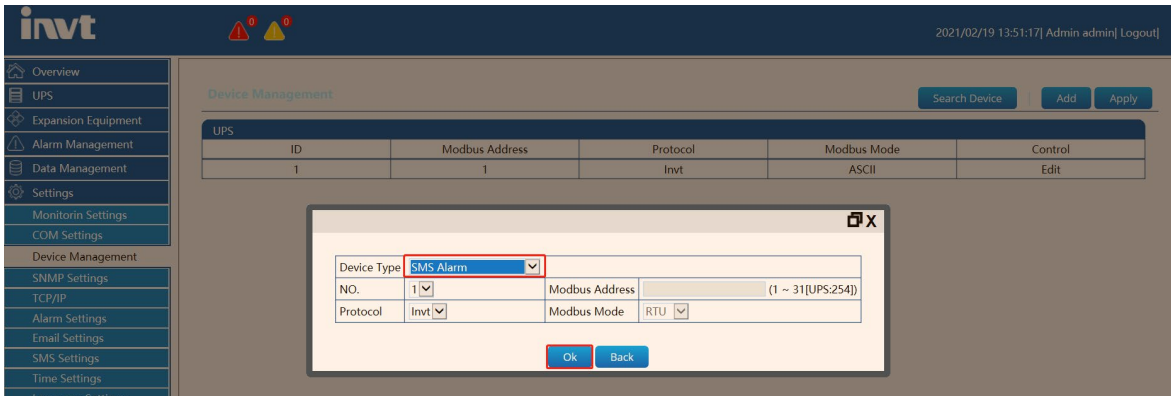 invt
0 0
2021/02/19 13:51:17| Admin admin| Logout|
Overview
UPS
Expansion Equipment
Alarm Management
Data Management
Settings
Monitorin Settings
COM Settings
Device Management
SNMP Settings
TCP/IP
Alarm Settings
Email Settings
SMS Settings
Time Settings
Device Management
Search Device | Add Apply
UPS
ID Modbus Address Protocol Modbus Mode Control
1 1 Invt ASCII Edit
X
Device Type SMS Alarm
NO. 1 Modbus Address (1 ~ 31[UPS:254])
Protocol Invt Modbus Mode RTU
Ok Back